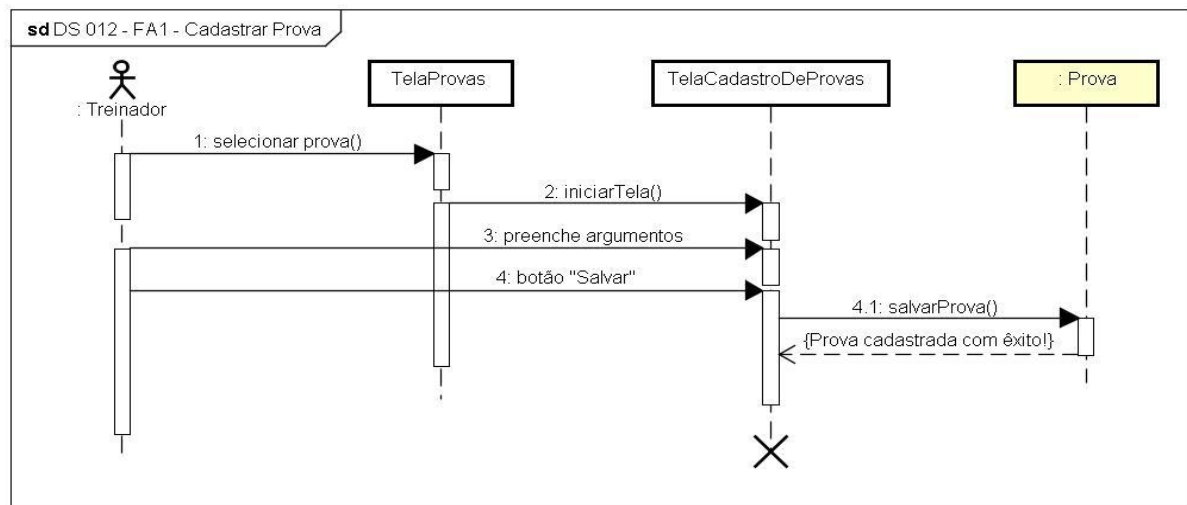 sd DS 012 - FA1 - Cadastrar Prova
TelaProvas
TelaCadastroDeProvas
: Prova
: Treinador
1: selecionar prova()
2: iniciarTela()
3: preenche argumentos
4: botão "Salvar"
4.1: salvarProva()
{Prova cadastrada com êxito!}